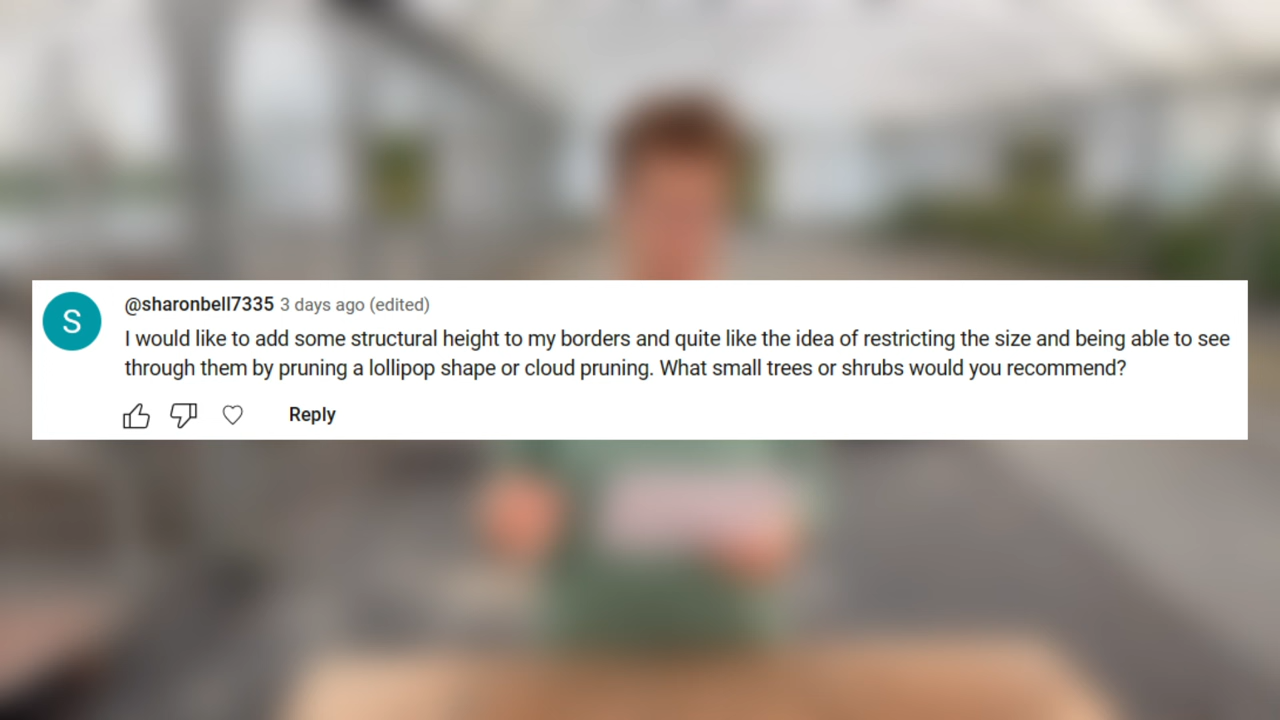 S
@sharonbell7335 3 days ago (edited)
I would like to add some structural height to my borders and quite like the idea of restricting the size and being able to see
through them by pruning a lollipop shape or cloud pruning. What small trees or shrubs would you recommend?
Reply